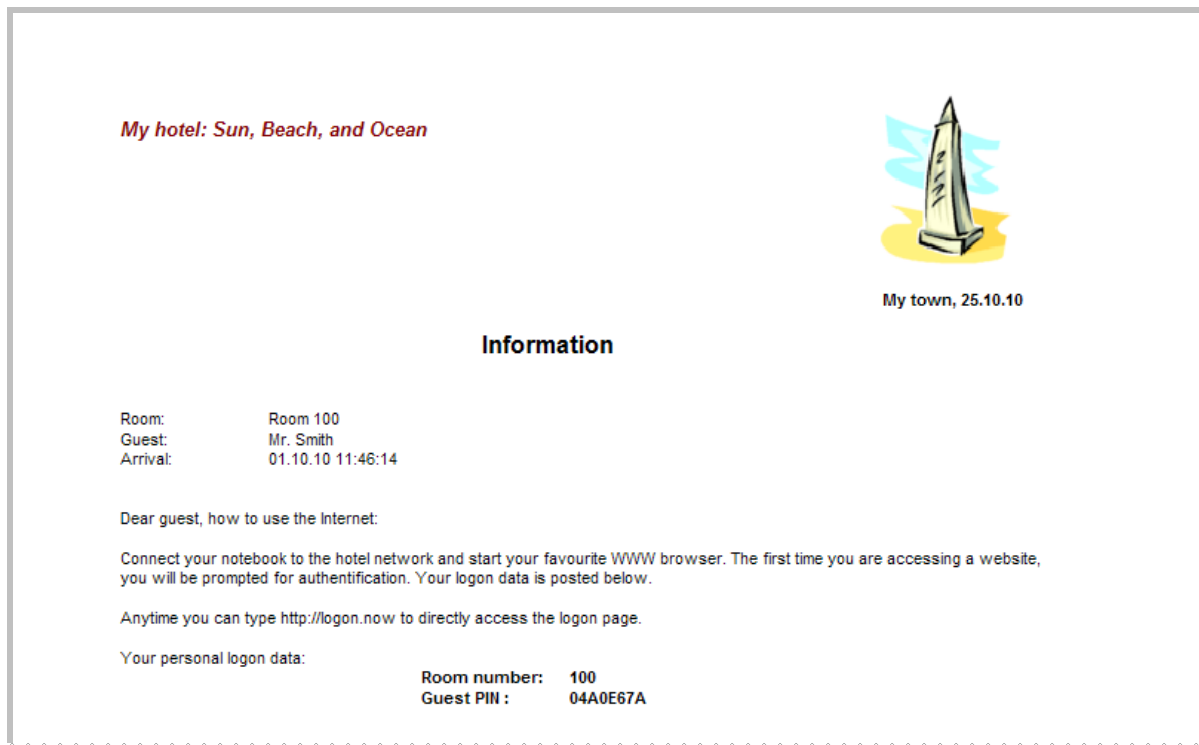 My hotel: Sun, Beach, and Ocean
My town, 25.10.10
Information
Room: Room 100
Guest: Mr. Smith
Arrival: 01.10.10 11:46:14
Dear guest, how to use the Internet:
Connect your notebook to the hotel network and start your favourite WWW browser. The first time you are accessing a website,
you will be prompted for authentification. Your logon data is posted below.
Anytime you can type http://logon.now to directly access the logon page.
Your personal logon data:
Room number: 100
Guest PIN : 04A0E67A